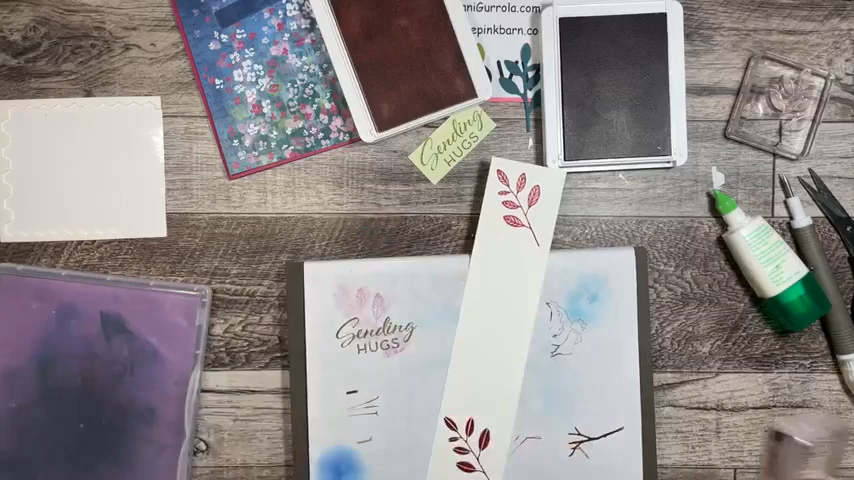 niGurrola.com
epinkbarn.co
Sending
HUGS
Sending
HUGS